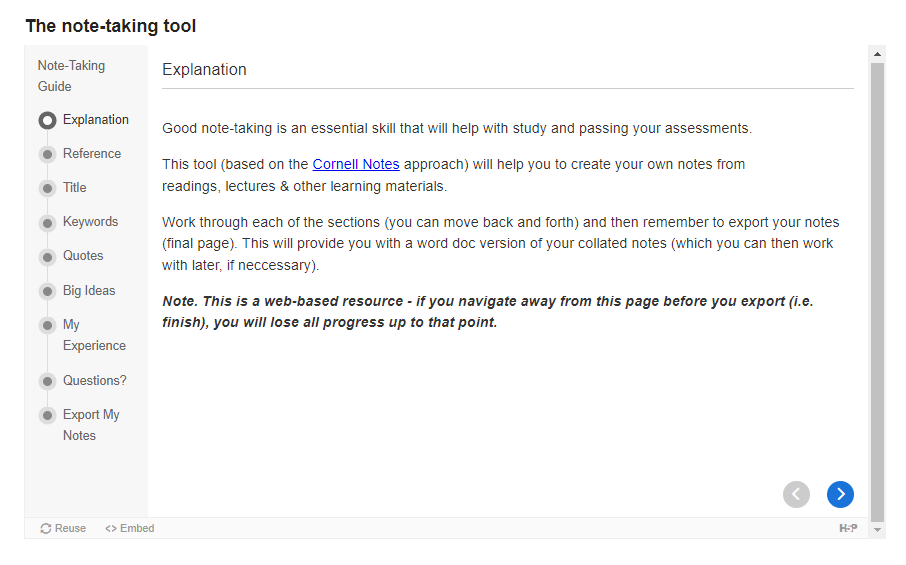 The note-taking tool
Note-Taking
Guide
Explanation
Reference
Title
Keywords
Quotes
Big Ideas
My
Experience
Questions?
Export My
Notes
Explanation
Good note-taking is an essential skill that will help with study and passing your assessments.
This tool (based on the Cornell Notes approach) will help you to create your own notes from
readings, lectures & other learning materials.
Work through each of the sections (you can move back and forth) and then remember to export your notes
(final page). This will provide you with a word doc version of your collated notes (which you can then work
with later, if neccessary).
Note. This is a web-based resource - if you navigate away from this page before you export (i.e.
finish), you will lose all progress up to that point.
Reuse
<> Embed
H5P